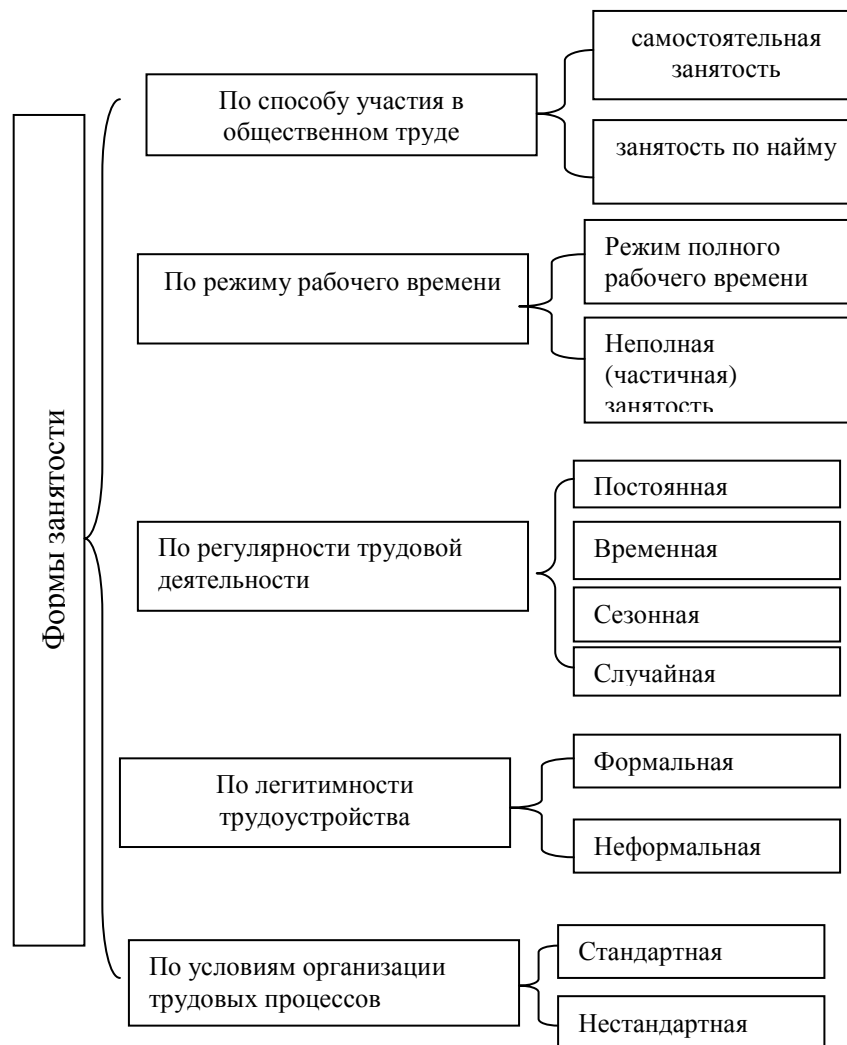 Формы занятости
По способу участия в
общественном труде
самостоятельная
занятость
занятость по найму
По режиму рабочего времени
Режим полного
рабочего времени
Неполная
(частичная)
занятость
По регулярности трудовой
деятельности
Постоянная
Временная
Сезонная
Случайная
По легитимности
трудоустройства
Формальная
Неформальная
По условиям организации
трудовых процессов
Стандартная
Нестандартная